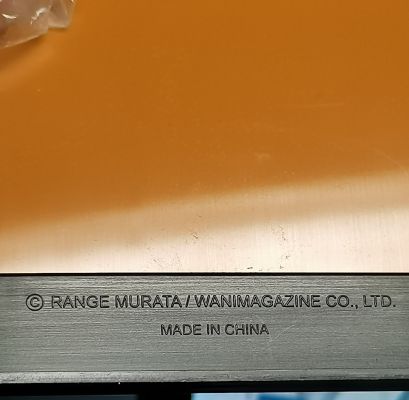 © RANGE MURATA / WANIMAGAZINE CO., LTD.
MADE IN CHINA